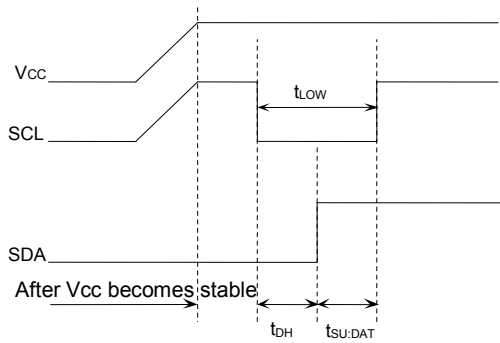 VCC
tLOW
SCL
SDA
After Vcc becomes stable
tDH
tSU:DAT